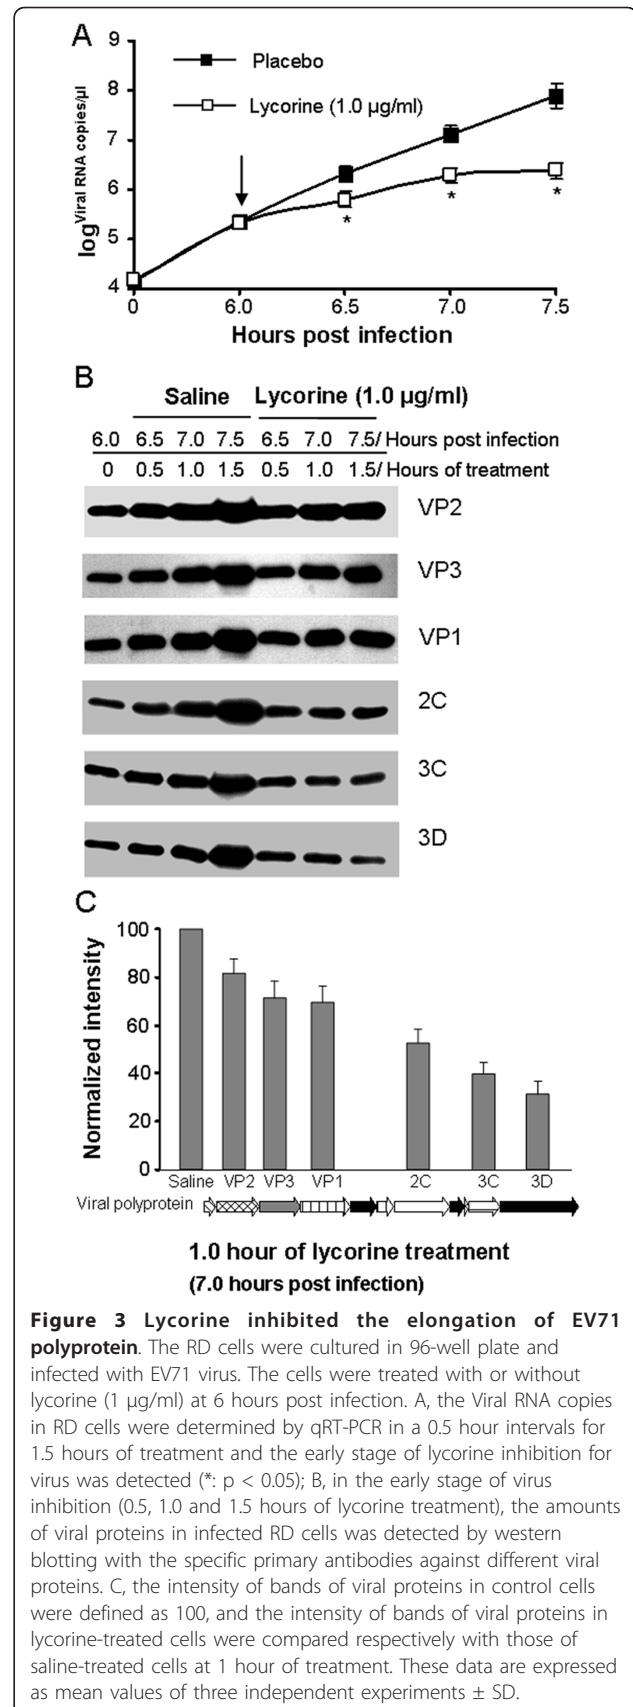 A
9
8
7
6
5
4
log Viral RNA copies/µl
Placebo
Lycorine (1.0 µg/ml)
*
*
*
0 6.0 6.5 7.0 7.5
Hours post infection
B
Saline Lycorine (1.0 µg/ml)
6.0 6.5 7.0 7.5 6.5 7.0 7.5/ Hours post infection
0 0.5 1.0 1.5 0.5 1.0 1.5/ Hours of treatment
VP2
VP3
VP1
2C
3C
3D
C
100
80
60
40
20
0
Normalized intensity
Saline VP2 VP3 VP1 2C 3C 3D
Viral polyprotein
1.0 hour of lycorine treatment
(7.0 hours post infection)
Figure 3 Lycorine inhibited the elongation of EV71
polyprotein. The RD cells were cultured in 96-well plate and
infected with EV71 virus. The cells were treated with or without
lycorine (1 µg/ml) at 6 hours post infection. A, the Viral RNA copies
in RD cells were determined by qRT-PCR in a 0.5 hour intervals for
1.5 hours of treatment and the early stage of lycorine inhibition for
virus was detected (*: p < 0.05); B, in the early stage of virus
inhibition (0.5, 1.0 and 1.5 hours of lycorine treatment), the amounts
of viral proteins in infected RD cells was detected by western
blotting with the specific primary antibodies against different viral
proteins. C, the intensity of bands of viral proteins in control cells
were defined as 100, and the intensity of bands of viral proteins in
lycorine-treated cells were compared respectively with those of
saline-treated cells at 1 hour of treatment. These data are expressed
as mean values of three independent experiments ± SD.